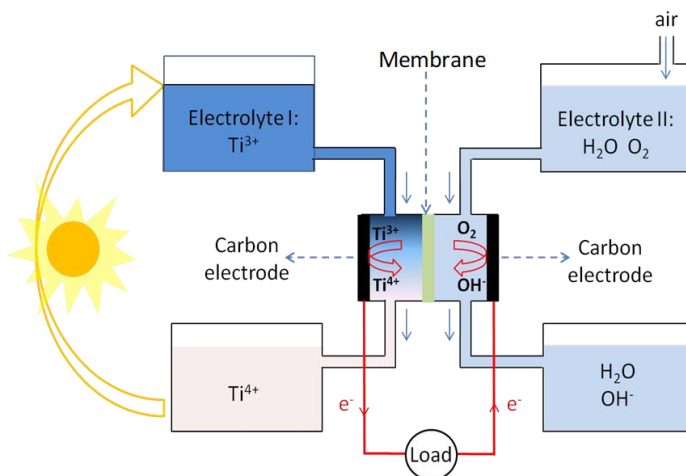 air
Membrane
Electrolyte I:
Ti³⁺
Electrolyte II:
H₂O O₂
Ti³⁺
O₂
Carbon
electrode
Carbon
electrode
Ti⁴⁺
OH⁻
Ti⁴⁺
H₂O
OH⁻
e⁻
e⁻
Load